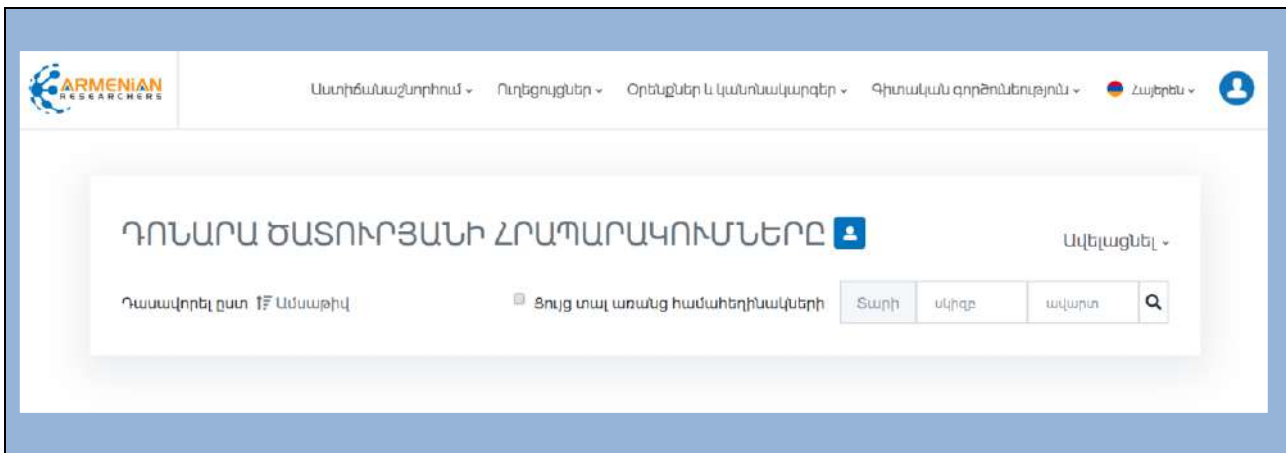 ARMENiAN
RESEARCHERS
Աստիճանաշնորհում
Ուղեցույցներ
Օրենքներ և կանոնակարգեր
Գիտական գործունեություն
Հայերեն
ԴՈՆԱՐԱ ԾԱՏՈՒՐՅԱՆԻ ՀՐԱՊԱՐԱԿՈՒՄՆԵՐԸ
Ավելացնել
Դասավորել ըստ Ամսաթիվ
Ցույց տալ առանց համահեղինակների
Տարի
սկիզբ
ավարտ